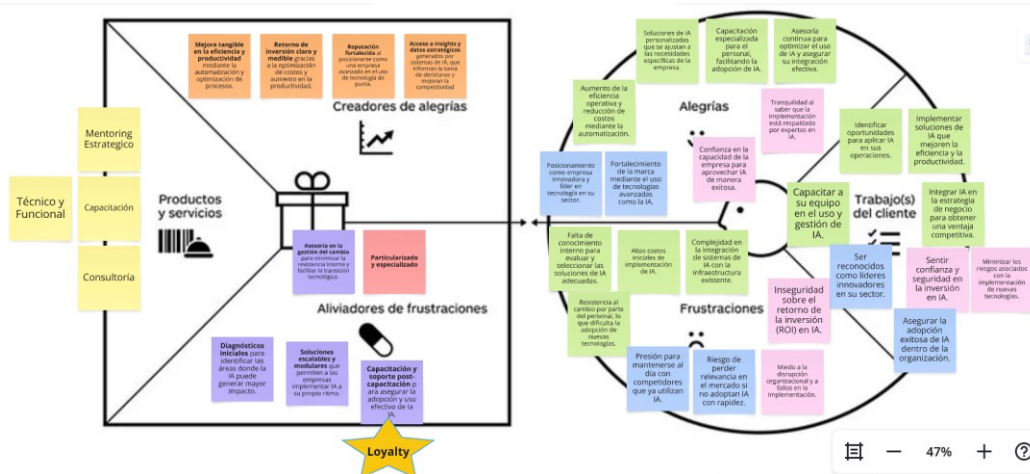 Mejora tangible
en la eficiencia y
productividad
mediante la
automatización y
optimización de
procesos.
Retorno de
inversión claro y
medible gracias
a la optimización
de costos y
aumento en la
productividad.
Reputación
fortalecida al
posicionerse como
una empresa
avanzada en el uso
de tecnología de
punta.
Acceso a insights y
datos estratégicos
generados por
sistemas de IA, que
informan la toma
de decisiones y
mejoran la
competitividad
Creadores de alegrías
Mentoring
Estrategico
Técnico y
Funcional
Capacitación
Consultoría
Productos
y servicios
Asesoría en la
gestión del cambio
para minimizar la
resistencia interna y
facilitar la transición
tecnológica.
Particularizado
y especializado
Aliviadores de frustraciones
Diagnósticos
iniciales para
identificar las
áreas donde la
IA puede
generar mayor
impacto.
Soluciones
escalables y
modulares que
permiten a las
empresas
implementar IA a
su propio ritmo.
Capacitación y
soporte post-
capacitación p
ara asegurar la
adopción y uso
efectivo de la
IA.
Loyalty
Soluciones de IA
personalizadas
que se ajustan a
las necesidades
específicas de la
empresa.
Capacitación
especializada
para el
personal,
facilitando la
adopción de IA.
Asesoría
continua para
optimizar el uso
de IA y asegurar
su integración
efectiva.
Aumento de la
eficiencia
operativa y
reducción de
costos
mediante la
automatización.
Alegrías
Tranquilidad al
saber que la
implementación
está respaldada
por expertos en
IA.
Confianza en la
capacidad de la
empresa para
aprovechar IA
de manera
exitosa.
Posicionamiento
como empresa
innovadora y
líder en
tecnología en su
sector.
Fortalecimiento
de la marca
mediante el uso
de tecnologías
avanzadas
como la IA.
Identificar
oportunidades
para aplicar IA
en sus
operaciones.
Implementar
soluciones de
IA que
mejoren la
eficiencia y la
productividad.
Capacitar a
su equipo
en el uso y
gestión de
IA.
Trabajo(s)
del cliente
Integrar IA en
la estrategia
de negocio
para obtener
una ventaja
competitiva.
Ser
reconocidos
como líderes
innovadores
en su sector.
Sentir
confianza y
seguridad en
la inversión
en IA.
Minimizar los
riesgos asociados
con la
implementación
de nuevas
tecnologías.
Asegurar la
adopción
exitosa de IA
dentro de la
organización.
Falta de
conocimiento
interno para
evaluar y
seleccionar las
soluciones de IA
adecuadas.
Altos costos
iniciales de
implementación
de IA.
Complejidad en
la integración
de sistemas de
IA con la
infraestructura
existente.
Resistencia al
cambio por parte
del personal, lo
que dificulta la
adopción de
nuevas
tecnologías.
Frustraciones
Inseguridad
sobre el
retorno de
la inversión
(ROI) en IA.
Presión para
mantenerse al
día con
competidores
que ya utilizan
IA.
Riesgo de
perder
relevancia en
el mercado si
no adoptan IA
con rapidez.
Miedo a la
disrupción
organizacional y a
fallos en la
implementación.
47%